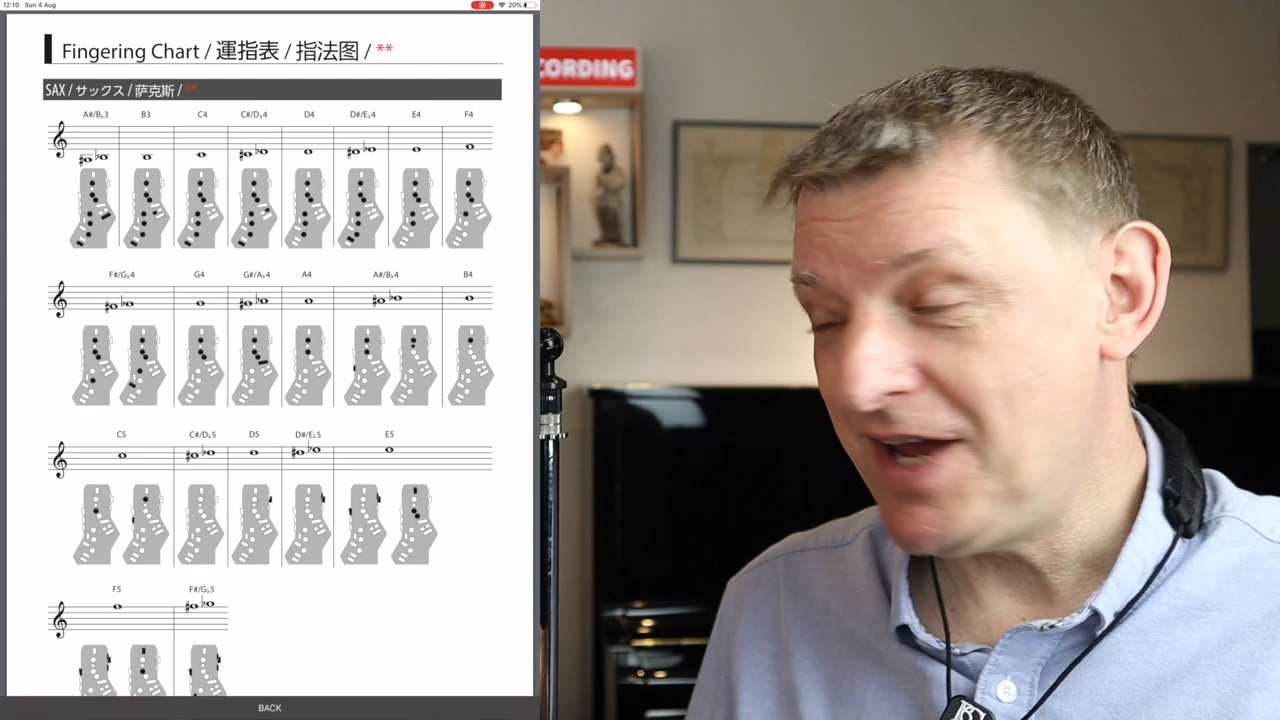 12:10 Sun 4 Aug 20%
Fingering Chart / 運指表 / 指法图 / **
SAX / サックス / 萨克斯 / **
A#/B♭3 B3 C4 C#/D♭4 D4 D#/E♭4 E4 F4
F#/G♭4 G4 G#/A♭4 A4 A#/B♭4 B4
C5 C#/D♭5 D5 D#/E♭5 E5
F5 F#/G♭5
BACK
CORDING